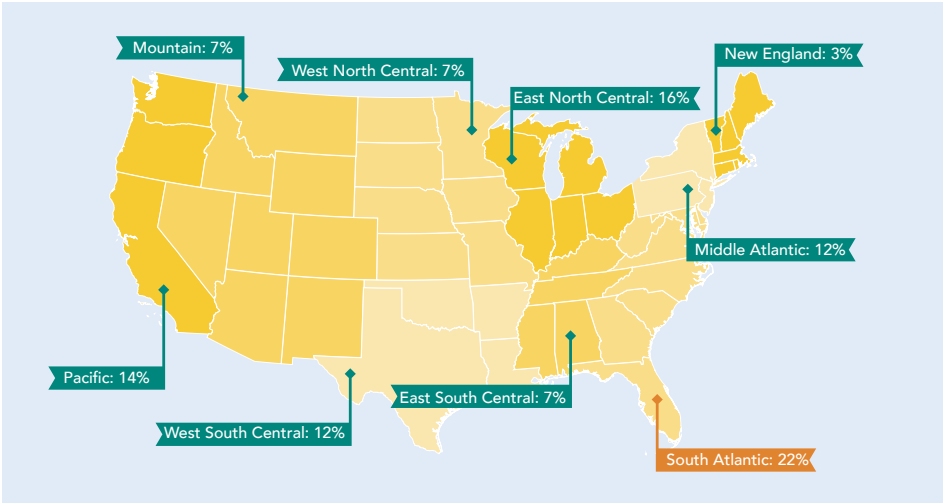 Mountain: 7%
New England: 3%
West North Central: 7%
East North Central: 16%
Middle Atlantic: 12%
Pacific: 14%
East South Central: 7%
West South Central: 12%
South Atlantic: 22%